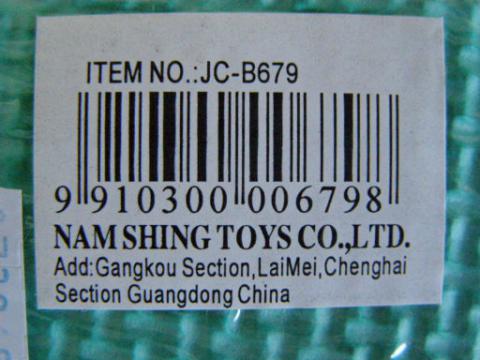 ITEM NO.:JC-B679
9 910300 006798
NAM SHING TOYS CO.,LTD.
Add:Gangkou Section,LaiMei,Chenghai
Section Guangdong China